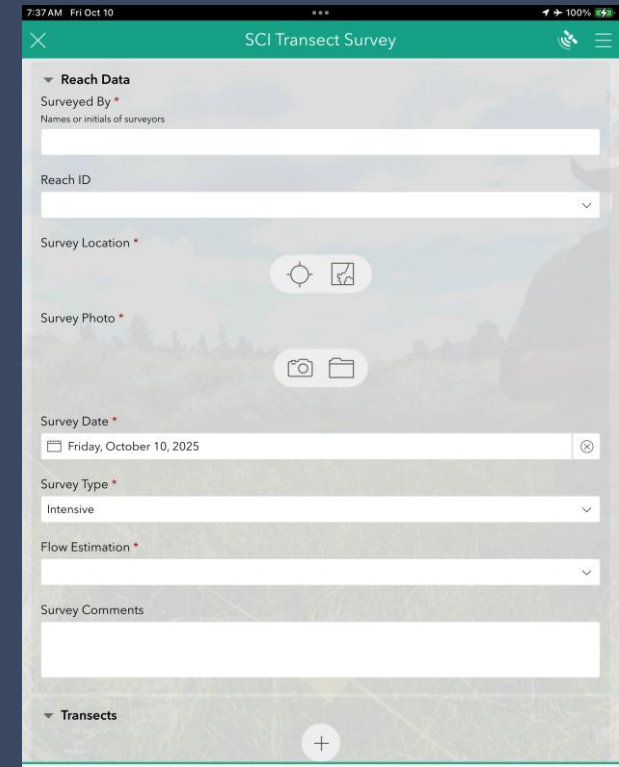 7:37 AM Fri Oct 10 100%
SCI Transect Survey
Reach Data
Surveyed By *
Names or initials of surveyors
Reach ID
Survey Location *
Survey Photo *
Survey Date *
Friday, October 10, 2025
Survey Type *
Intensive
Flow Estimation *
Survey Comments
Transects